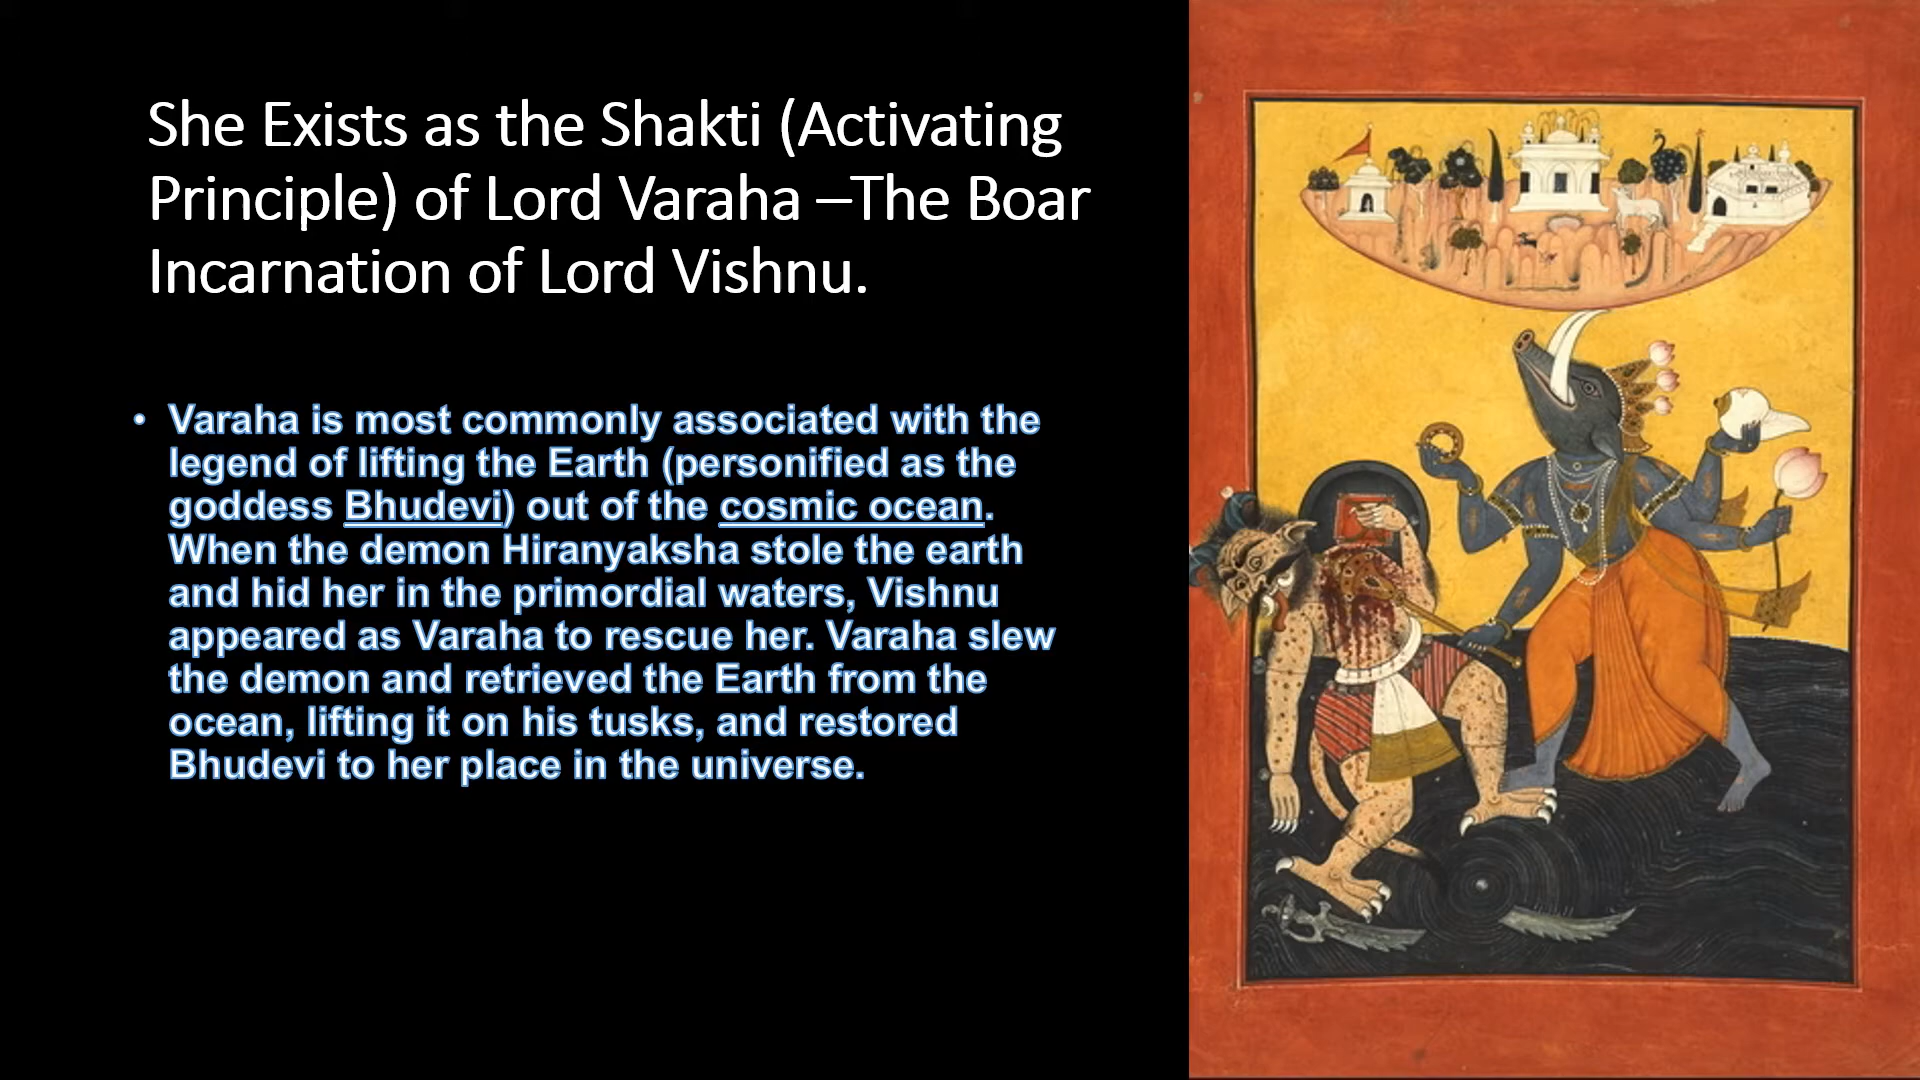 She Exists as the Shakti (Activating
Principle) of Lord Varaha –The Boar
Incarnation of Lord Vishnu.
• Varaha is most commonly associated with the
legend of lifting the Earth (personified as the
goddess Bhudevi) out of the cosmic ocean.
When the demon Hiranyaksha stole the earth
and hid her in the primordial waters, Vishnu
appeared as Varaha to rescue her. Varaha slew
the demon and retrieved the Earth from the
ocean, lifting it on his tusks, and restored
Bhudevi to her place in the universe.